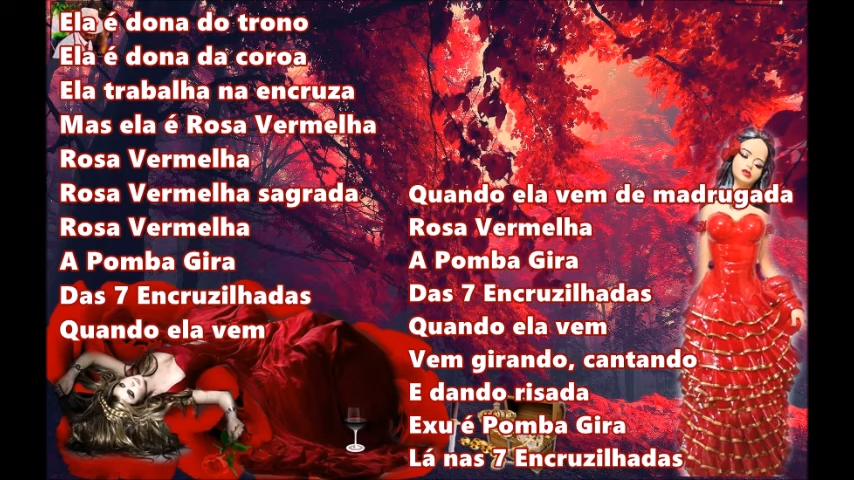 Ela é dona do trono
Ela é dona da coroa
Ela trabalha na encruza
Mas ela é Rosa Vermelha
Rosa Vermelha
Rosa Vermelha sagrada
Rosa Vermelha
A Pomba Gira
Das 7 Encruzilhadas
Quando ela vem
Quando ela vem de madrugada
Rosa Vermelha
A Pomba Gira
Das 7 Encruzilhadas
Quando ela vem
Vem girando, cantando
E dando risada
Exu é Pomba Gira
Lá nas 7 Encruzilhadas